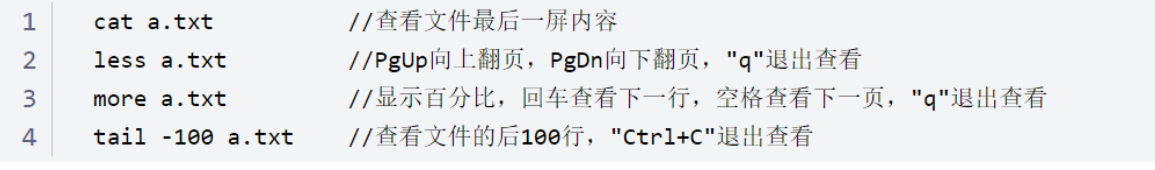 1 cat a.txt //查看文件最后一屏内容
2 less a.txt //PgUp向上翻页，PgDn向下翻页，"q"退出查看
3 more a.txt //显示百分比，回车查看下一行，空格查看下一页，"q"退出查看
4 tail -100 a.txt //查看文件的后100行，"Ctrl+C"退出查看